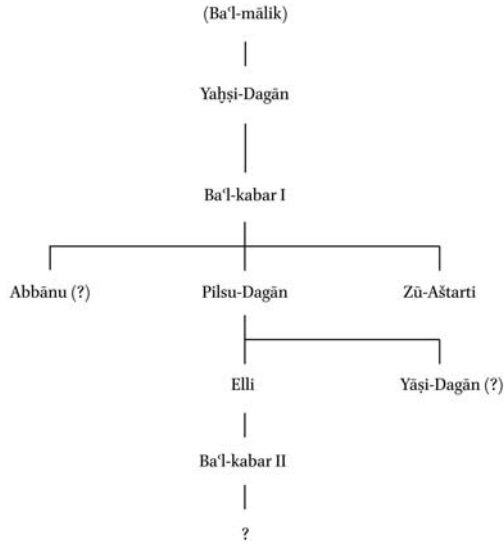 (Baʿl-mālik)
Yaḫṣi-Dagān
Baʿl-kabar I
Abbānu (?) Pilsu-Dagān Zū-Aštarti
Elli Yāṣi-Dagān (?)
Baʿl-kabar II
?